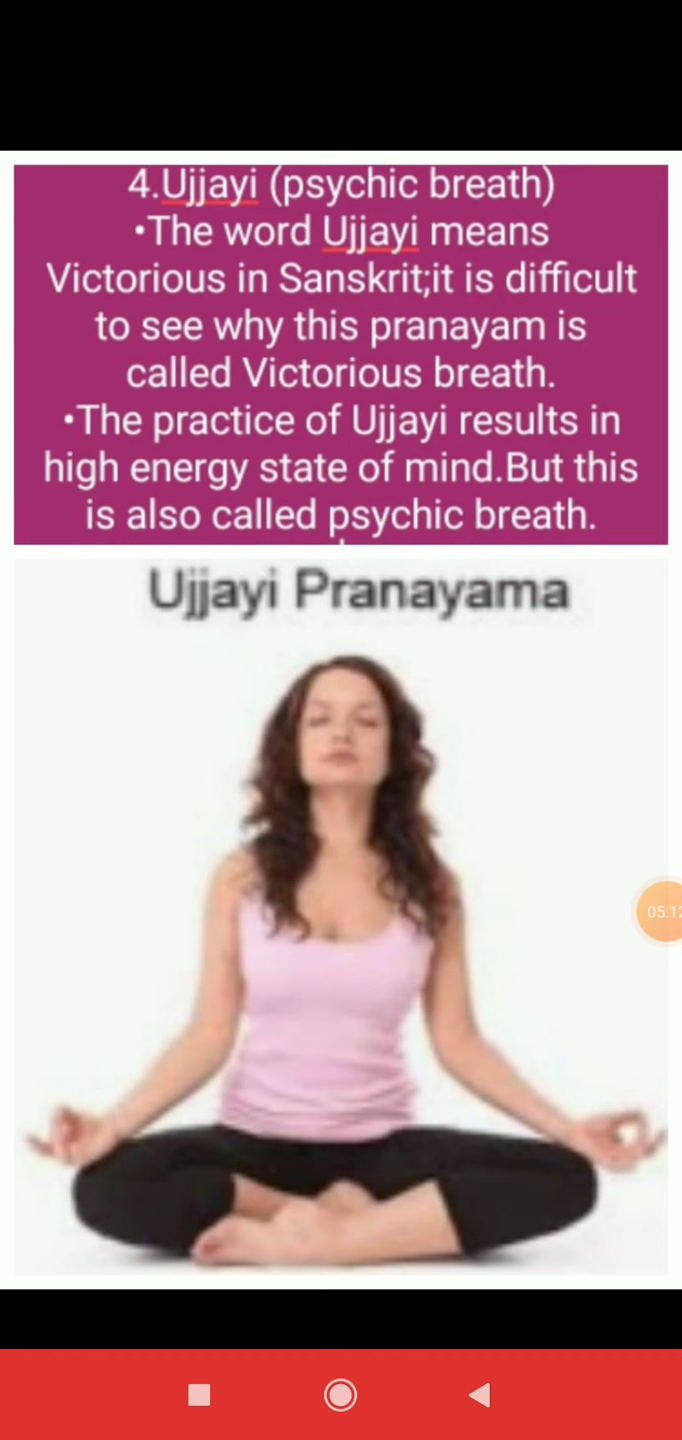 4.Ujjayi (psychic breath)
•The word Ujjayi means
Victorious in Sanskrit;it is difficult
to see why this pranayam is
called Victorious breath.
•The practice of Ujjayi results in
high energy state of mind.But this
is also called psychic breath.
Ujjayi Pranayama